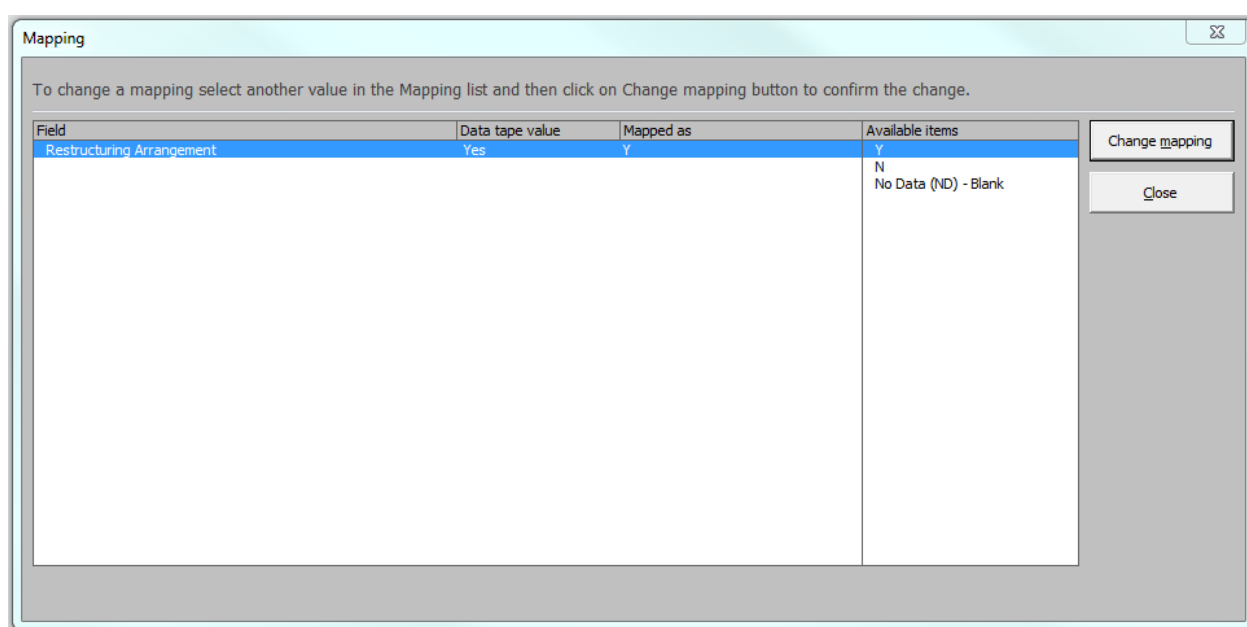 Mapping
To change a mapping select another value in the Mapping list and then click on Change mapping button to confirm the change.
Field Data tape value Mapped as Available items
Restructuring Arrangement Yes Y Y
N
No Data (ND) - Blank
Change mapping
Close